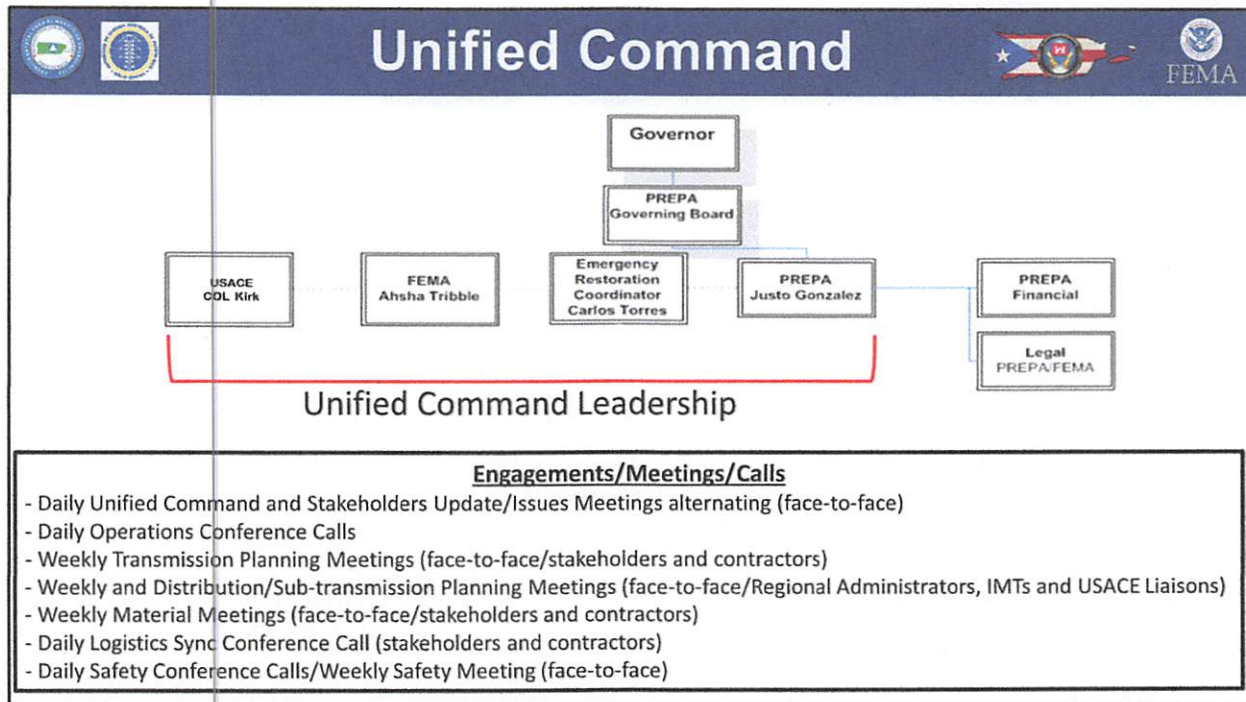 Unified Command
FEMA
Governor
PREPA
Governing Board
USACE
COL Kirk
FEMA
Ahsha Tribble
Emergency
Restoration
Coordinator
Carlos Torres
PREPA
Justo Gonzalez
PREPA
Financial
Legal
PREPA/FEMA
Unified Command Leadership
Engagements/Meetings/Calls
- Daily Unified Command and Stakeholders Update/Issues Meetings alternating (face-to-face)
- Daily Operations Conference Calls
- Weekly Transmission Planning Meetings (face-to-face/stakeholders and contractors)
- Weekly and Distribution/Sub-transmission Planning Meetings (face-to-face/Regional Administrators, IMTs and USACE Liaisons)
- Weekly Material Meetings (face-to-face/stakeholders and contractors)
- Daily Logistics Sync Conference Call (stakeholders and contractors)
- Daily Safety Conference Calls/Weekly Safety Meeting (face-to-face)